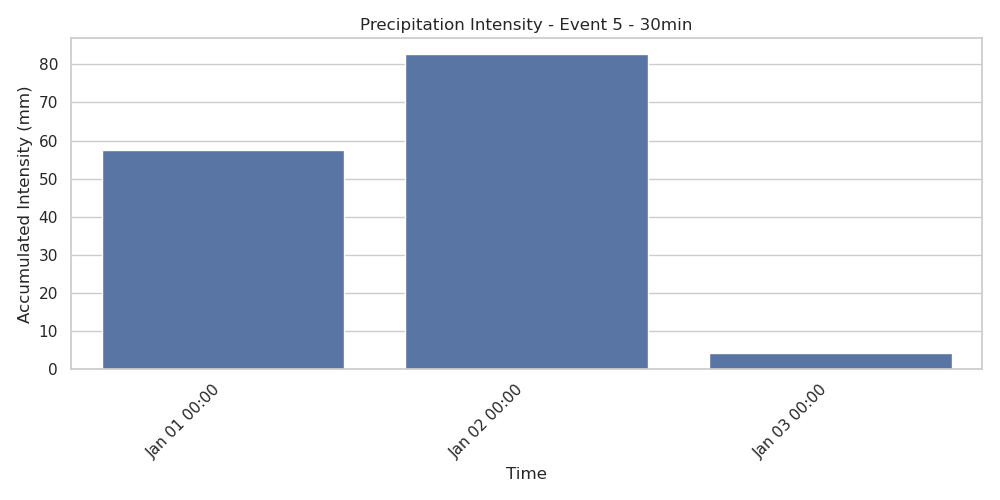 Precipitation Intensity - Event 5 - 30min
Accumulated Intensity (mm)
80
70
60
50
40
30
20
10
0
Jan 01 00:00
Jan 02 00:00
Jan 03 00:00
Time